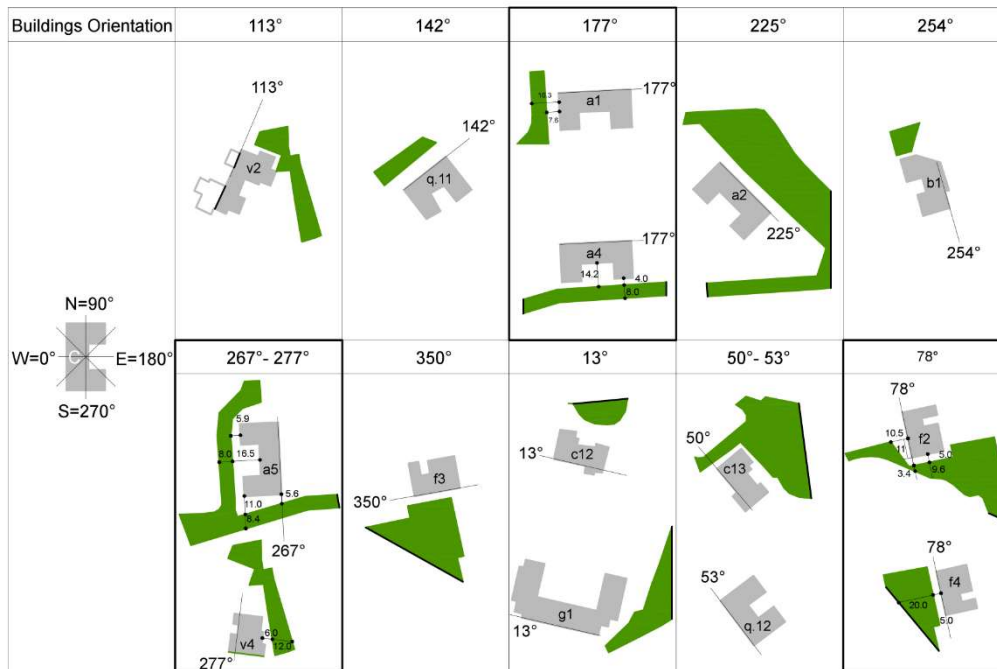 Buildings Orientation 113° 142° 177° 225° 254°
113°
v2
142°
q.11
16.3
7.6
a1
177°
177°
a4
14.2
4.0
8.0
a2
225°
b1
254°
N=90°
W=0° C E=180°
S=270°
267°- 277° 350° 13° 50°- 53° 78°
5.9
8.0
16.5
a5
5.6
11.0
8.4
267°
6.0
v4
12.0
277°
f3
350°
c12
13°
g1
13°
50°
c13
53°
q.12
78°
f2
10.5
11
5.0
3.4
9.6
78°
f4
20.0
5.0